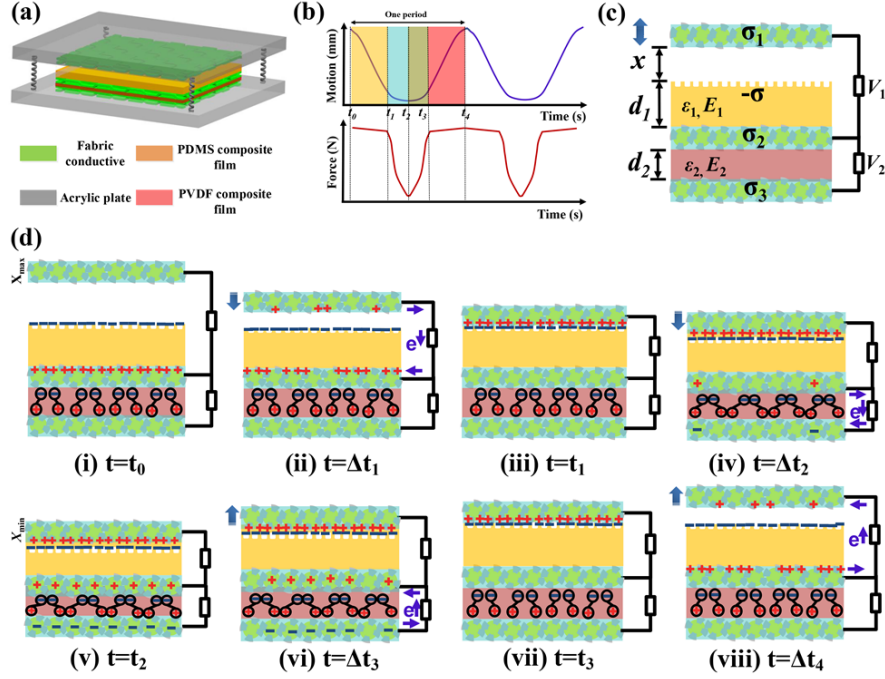 (a)
Fabric conductive
PDMS composite film
Acrylic plate
PVDF composite film
(b)
One period
Motion (mm)
t0 t1 t2 t3 t4
Time (s)
Force (N)
Time (s)
(c)
σ1
x
V1
-σ
d1
ε1, E1
σ2
d2
ε2, E2
V2
σ3
(d)
Xmax
e
e
(i) t=t0
(ii) t=Δt1
(iii) t=t1
(iv) t=Δt2
Xmin
e
e
(v) t=t2
(vi) t=Δt3
(vii) t=t3
(viii) t=Δt4